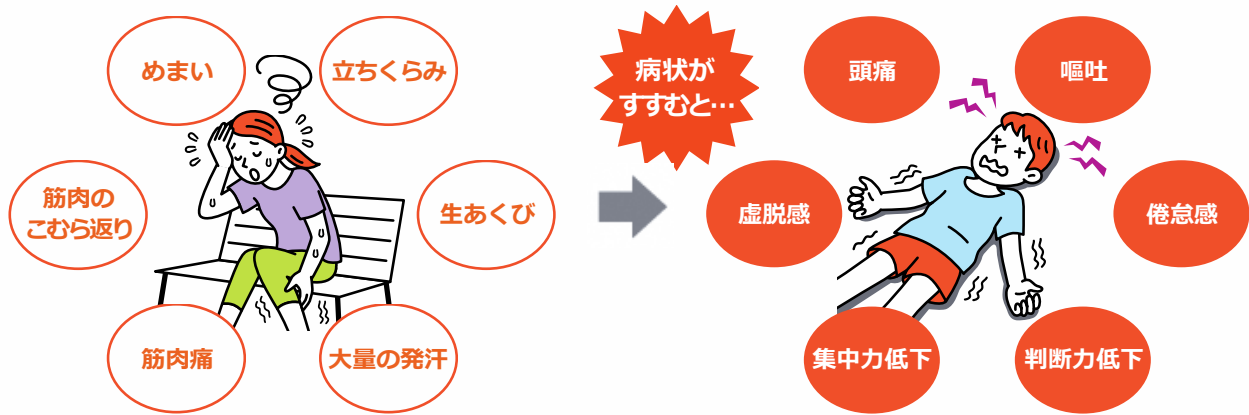 めまい
立ちくらみ
筋肉の
こむら返り
生あくび
筋肉痛
大量の発汗
病状が
すすむと…
頭痛
嘔吐
虚脱感
倦怠感
集中力低下
判断力低下